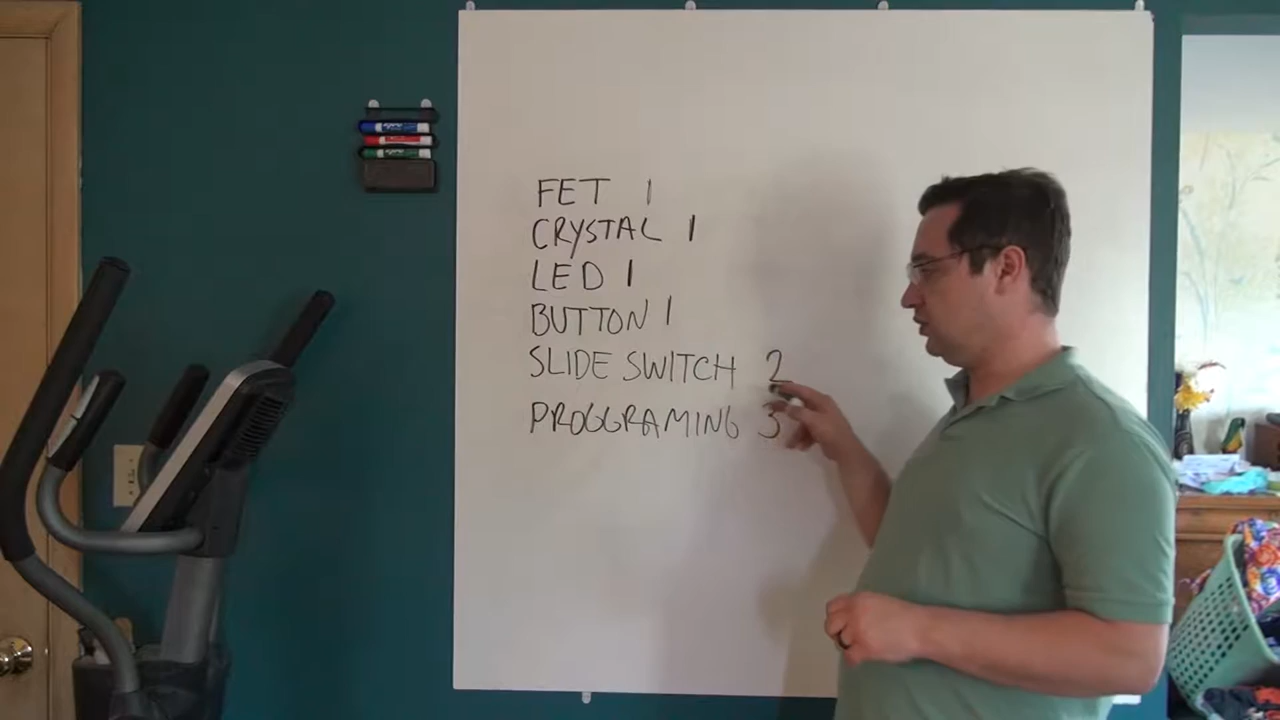 FET 1
CRYSTAL 1
LED 1
BUTTON 1
SLIDE SWITCH 2
PROGGRAMING 3